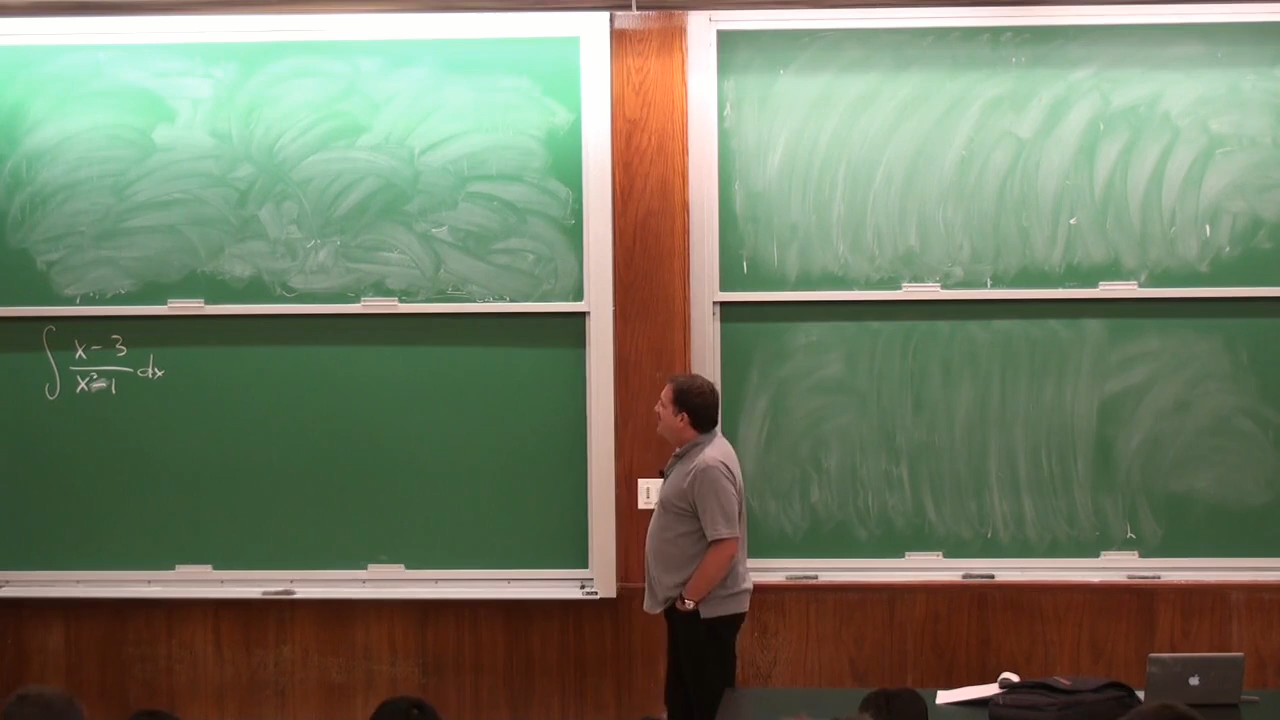 ∫ (x - 3)/(x² - 1) dx